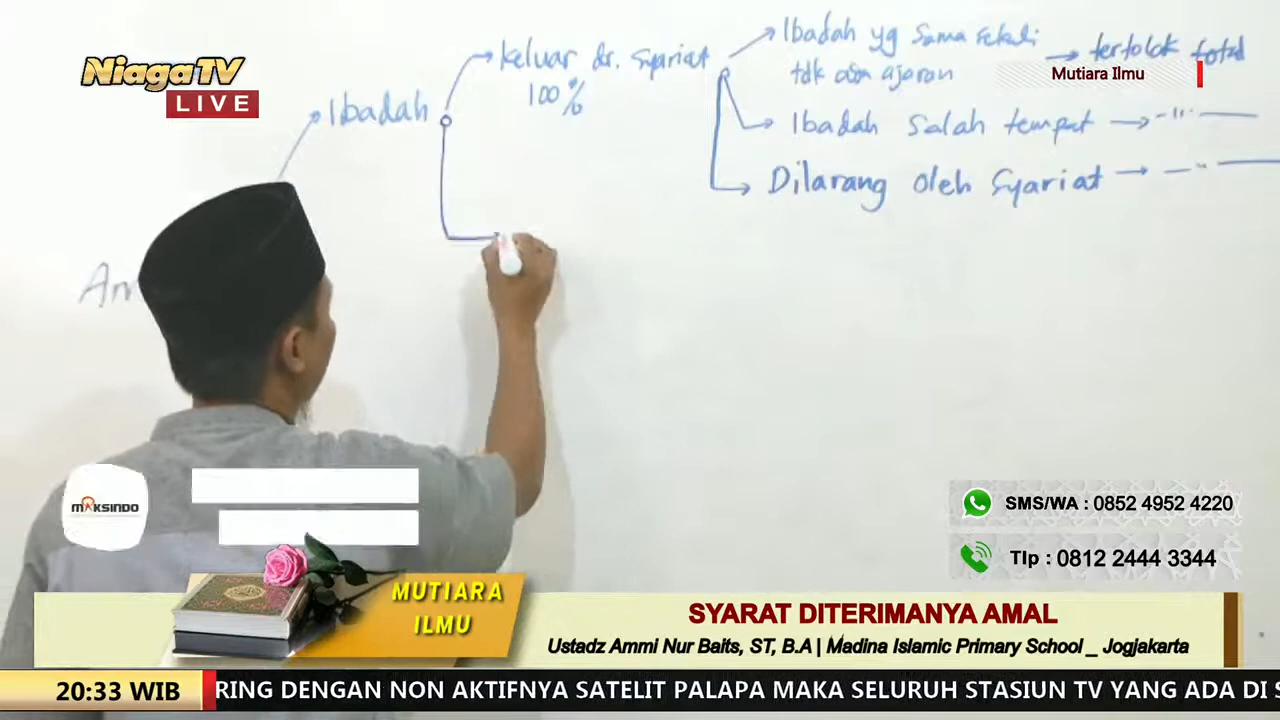 NiagaTV
LIVE
Ibadah
keluar dr. Syariat
100%
Ibadah yg sama sekali
tdk ada ajaran
tertolak total
Mutiara Ilmu
Ibadah salah tempat
Dilarang oleh Syariat
Am
MAKSINDO
SMS/WA : 0852 4952 4220
Tlp : 0812 2444 3344
MUTIARA
ILMU
SYARAT DITERIMANYA AMAL
Ustadz Ammi Nur Baits, ST, B.A | Madina Islamic Primary School _ Jogjakarta
20:33 WIB
RING DENGAN NON AKTIFNYA SATELIT PALAPA MAKA SELURUH STASIUN TV YANG ADA DI S